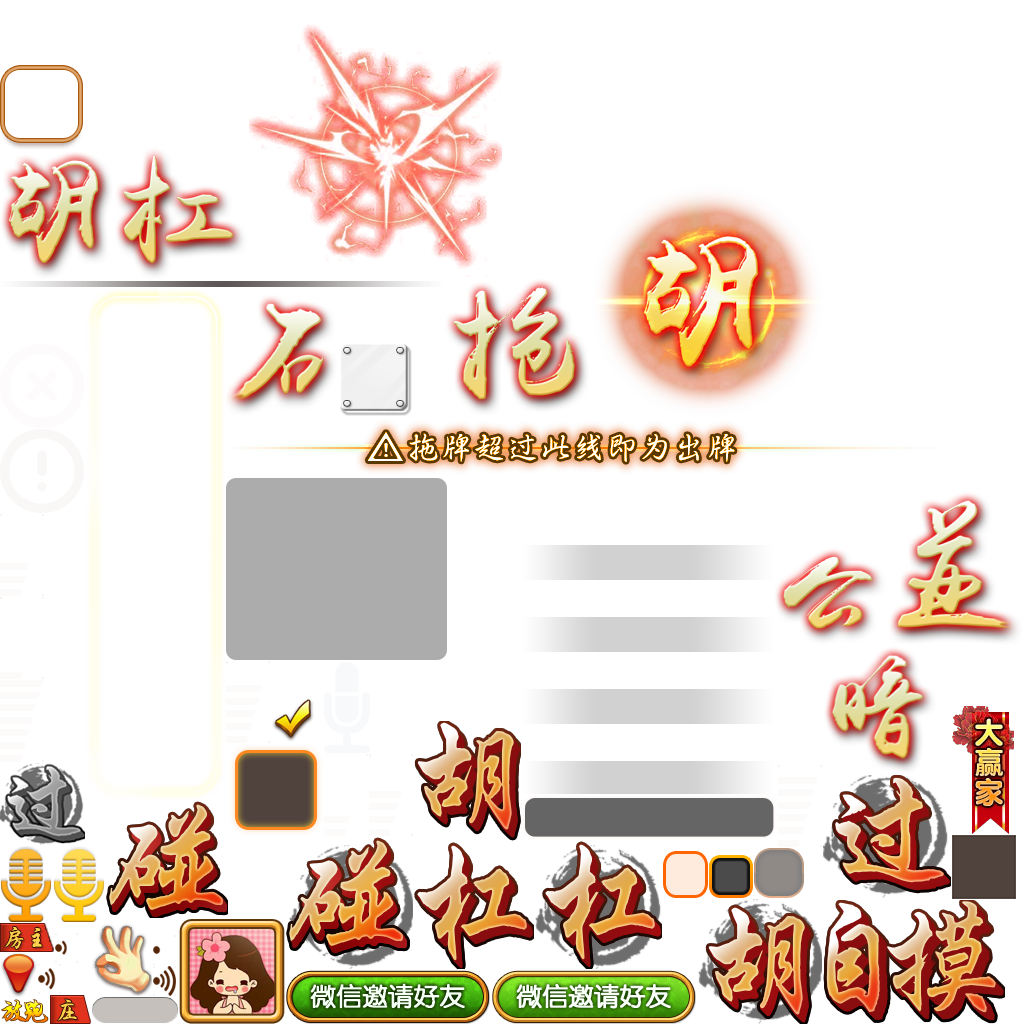 胡
杠
胡
石
抢
拖牌超过此线即为出牌
公
暗
大赢家
胡
过
过
碰
碰
杠
杠
房主
胡
自摸
放炮
庄
微信邀请好友
微信邀请好友